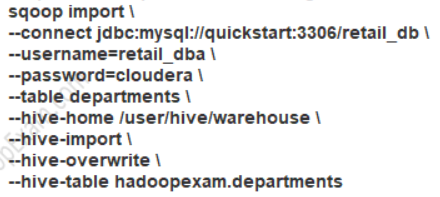 sqoop import \
--connect jdbc:mysql://quickstart:3306/retail_db \
--username=retail_dba \
--password=cloudera \
--table departments \
--hive-home /user/hive/warehouse \
--hive-import \
--hive-overwrite \
--hive-table hadoopexam.departments